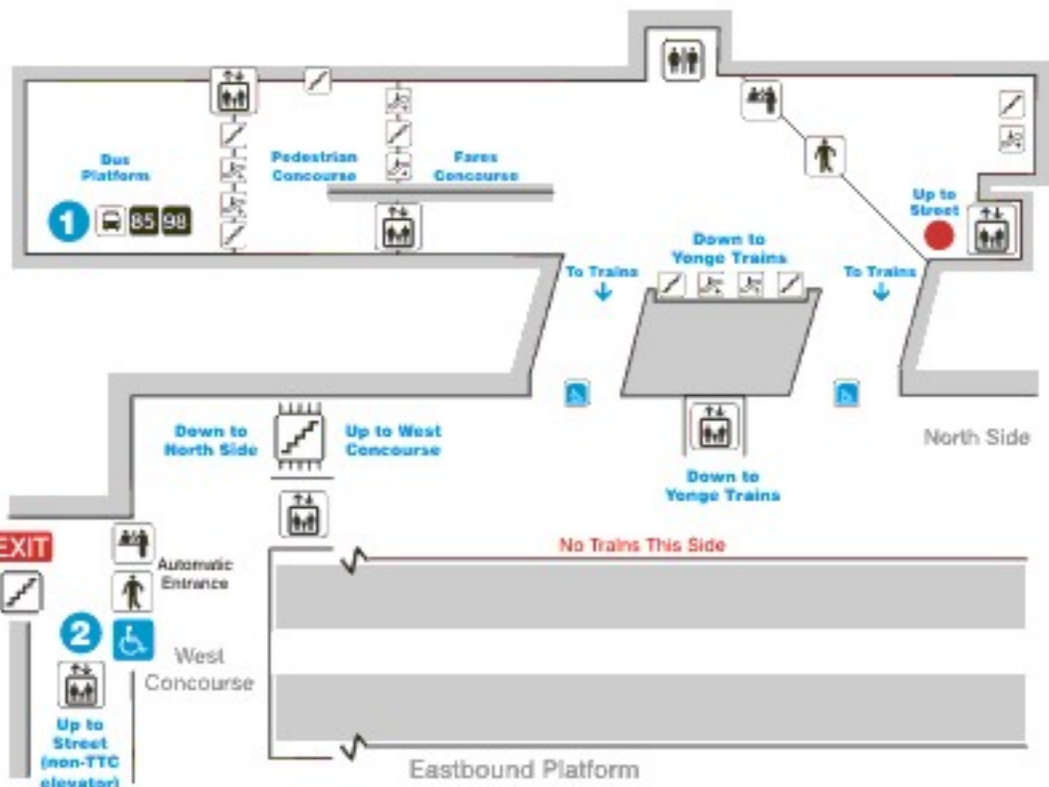 Bus
Platform
1
85 98
Pedestrian
Concourse
Fares
Concourse
Up to
Street
Down to
Yonge Trains
To Trains
To Trains
Down to
North Side
Up to West
Concourse
North Side
Down to
Yonge Trains
EXIT
No Trains This Side
Automatic
Entrance
2
West
Concourse
Up to
Street
(non-TTC
elevator)
Eastbound Platform